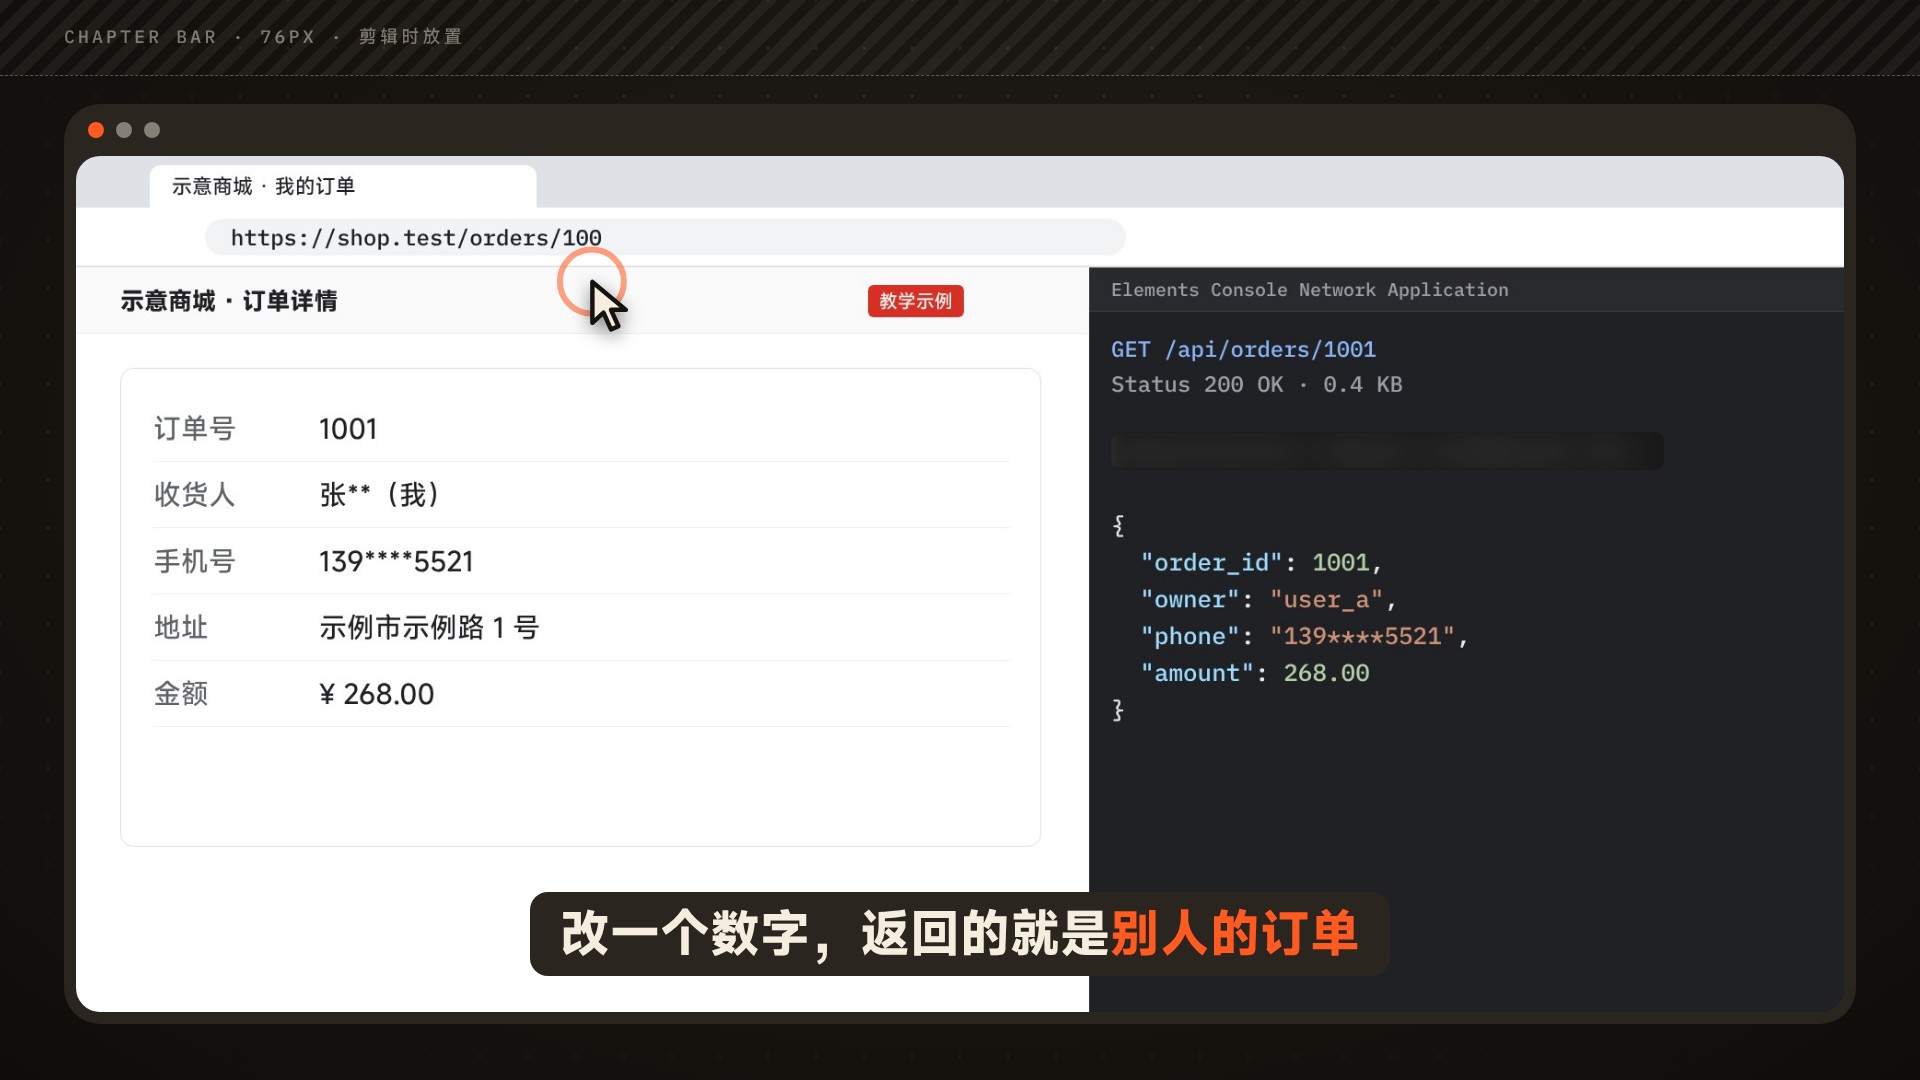 CHAPTER BAR · 76PX · 剪辑时放置
示意商城 · 我的订单
https://shop.test/orders/100
示意商城 · 订单详情
教学示例
订单号 1001
收货人 张**（我）
手机号 139****5521
地址 示例市示例路 1 号
金额 ¥ 268.00
Elements Console Network Application
GET /api/orders/1001
Status 200 OK · 0.4 KB
{
"order_id": 1001,
"owner": "user_a",
"phone": "139****5521",
"amount": 268.00
}
改一个数字，返回的就是别人的订单